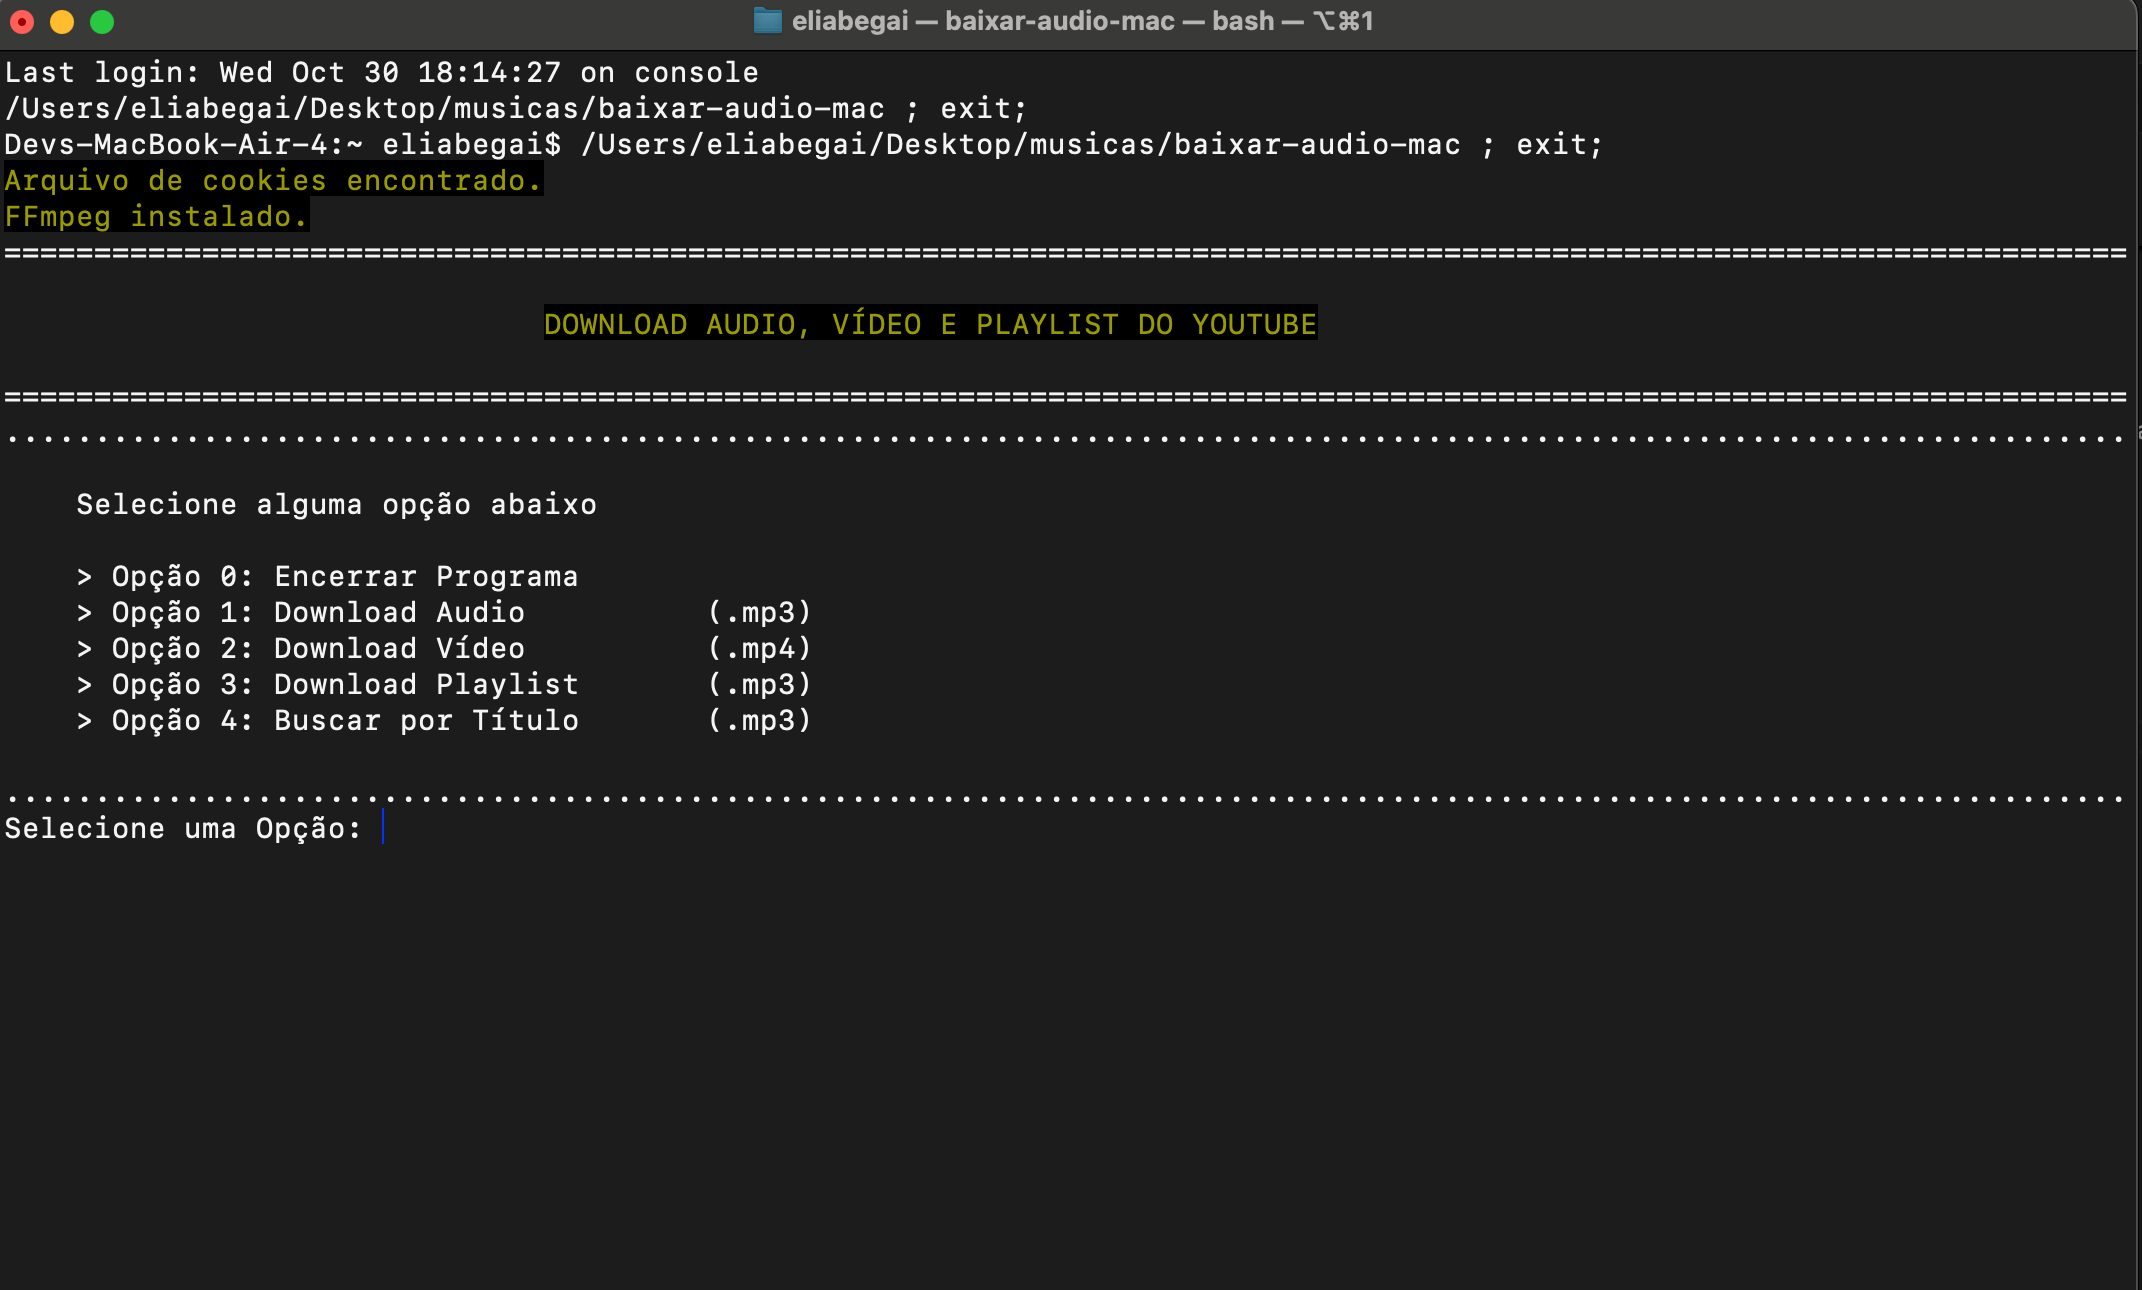 eliabegai — baixar-audio-mac — bash — ⌥⌘1
Last login: Wed Oct 30 18:14:27 on console
/Users/eliabegai/Desktop/musicas/baixar-audio-mac ; exit;
Devs-MacBook-Air-4:~ eliabegai$ /Users/eliabegai/Desktop/musicas/baixar-audio-mac ; exit;
Arquivo de cookies encontrado.
FFmpeg instalado.
======================================================================================================================
DOWNLOAD AUDIO, VÍDEO E PLAYLIST DO YOUTUBE
======================================================================================================================
......................................................................................................................
Selecione alguma opção abaixo
> Opção 0: Encerrar Programa
> Opção 1: Download Audio (.mp3)
> Opção 2: Download Vídeo (.mp4)
> Opção 3: Download Playlist (.mp3)
> Opção 4: Buscar por Título (.mp3)
......................................................................................................................
Selecione uma Opção: